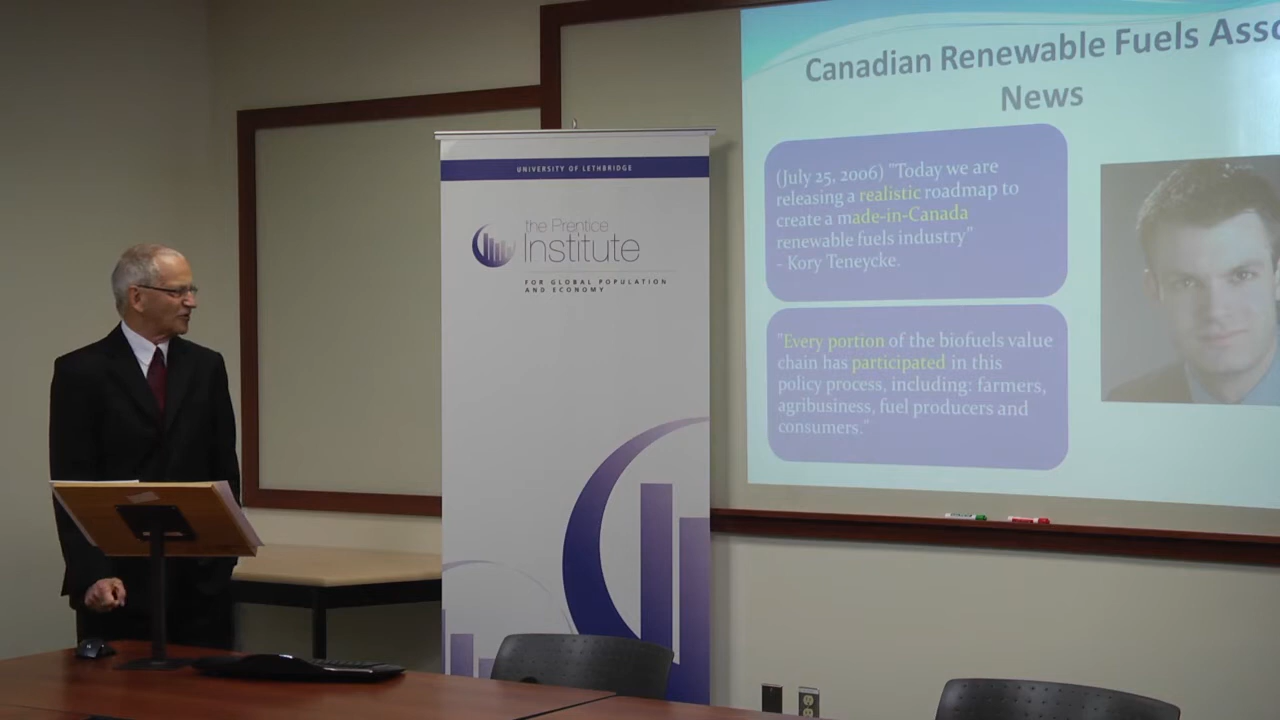 UNIVERSITY OF LETHBRIDGE
the Prentice
Institute
FOR GLOBAL POPULATION
AND ECONOMY
Canadian Renewable Fuels Asso
News
(July 25, 2006) "Today we are
releasing a realistic roadmap to
create a made-in-Canada
renewable fuels industry"
- Kory Teneycke.
"Every portion of the biofuels value
chain has participated in this
policy process, including: farmers,
agribusiness, fuel producers and
consumers."